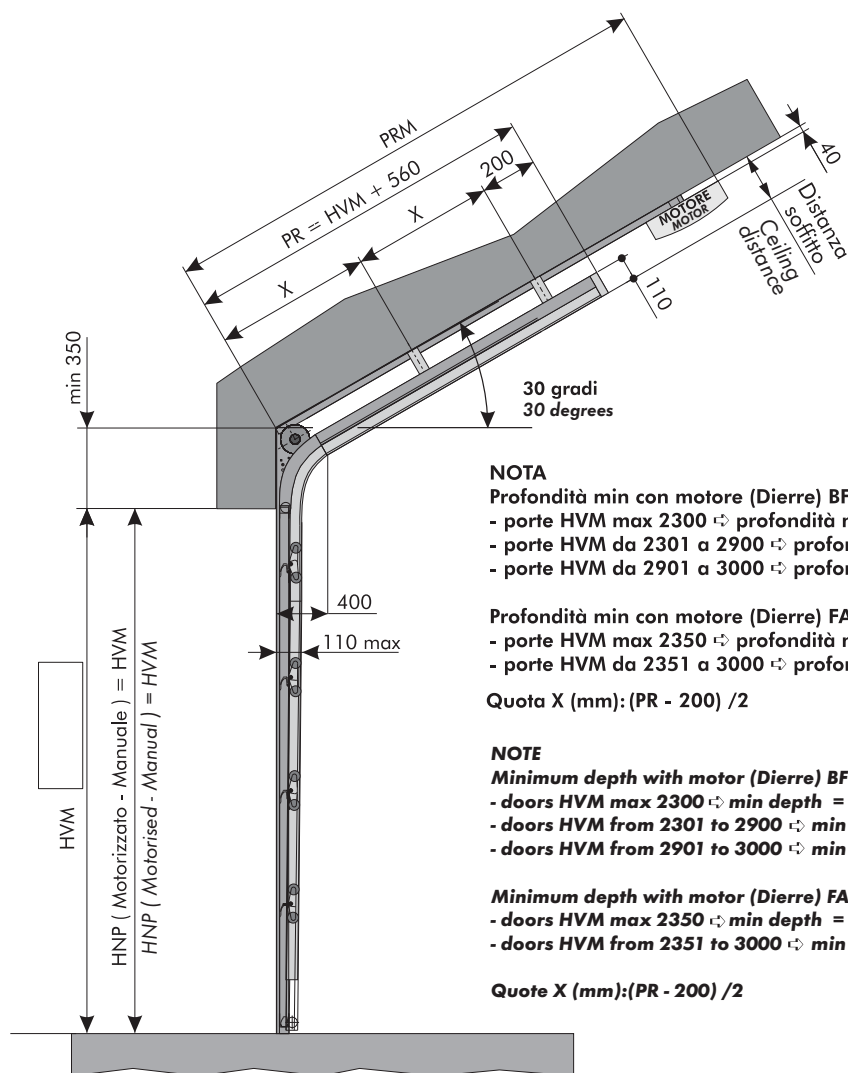 PRM
PR = HVM + 560
200
X
X
40
MOTORE
MOTOR
Distanza
soffitto
Ceiling
distance
110
min 350
30 gradi
30 degrees
400
110 max
HVM
HNP ( Motorizzato - Manuale ) = HVM
HNP ( Motorised - Manual ) = HVM
NOTA
Profondità min con motore (Dierre) BF
- porte HVM max 2300 ➪ profondità
- porte HVM da 2301 a 2900 ➪ profon
- porte HVM da 2901 a 3000 ➪ profon
Profondità min con motore (Dierre) FA
- porte HVM max 2350 ➪ profondità
- porte HVM da 2351 a 3000 ➪ profon
Quota X (mm): (PR - 200) /2
NOTE
Minimum depth with motor (Dierre) BF
- doors HVM max 2300 ➪ min depth =
- doors HVM from 2301 to 2900 ➪ min
- doors HVM from 2901 to 3000 ➪ min
Minimum depth with motor (Dierre) FA
- doors HVM max 2350 ➪ min depth =
- doors HVM from 2351 to 3000 ➪ min
Quote X (mm):(PR - 200) /2